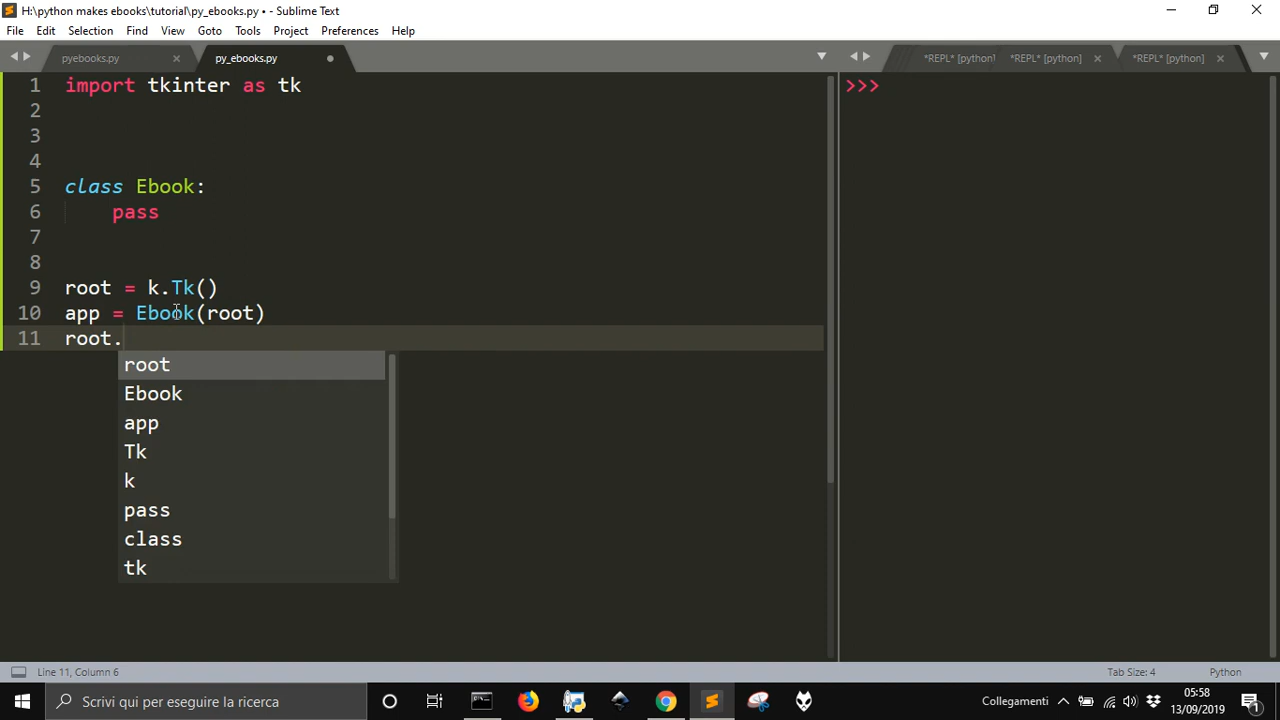 H:\python makes ebooks\tutorial\py_ebooks.py • - Sublime Text
File Edit Selection Find View Goto Tools Project Preferences Help
pyebooks.py × py_ebooks.py *REPL* [python] *REPL* [python] × *REPL* [python] ×
1 import tkinter as tk
2
3
4
5 class Ebook:
6 pass
7
8
9 root = k.Tk()
10 app = Ebook(root)
11 root.
root
Ebook
app
Tk
k
pass
class
tk
>>>
Line 11, Column 6 Tab Size: 4 Python
Scrivi qui per eseguire la ricerca Collegamenti 05:58
13/09/2019 1